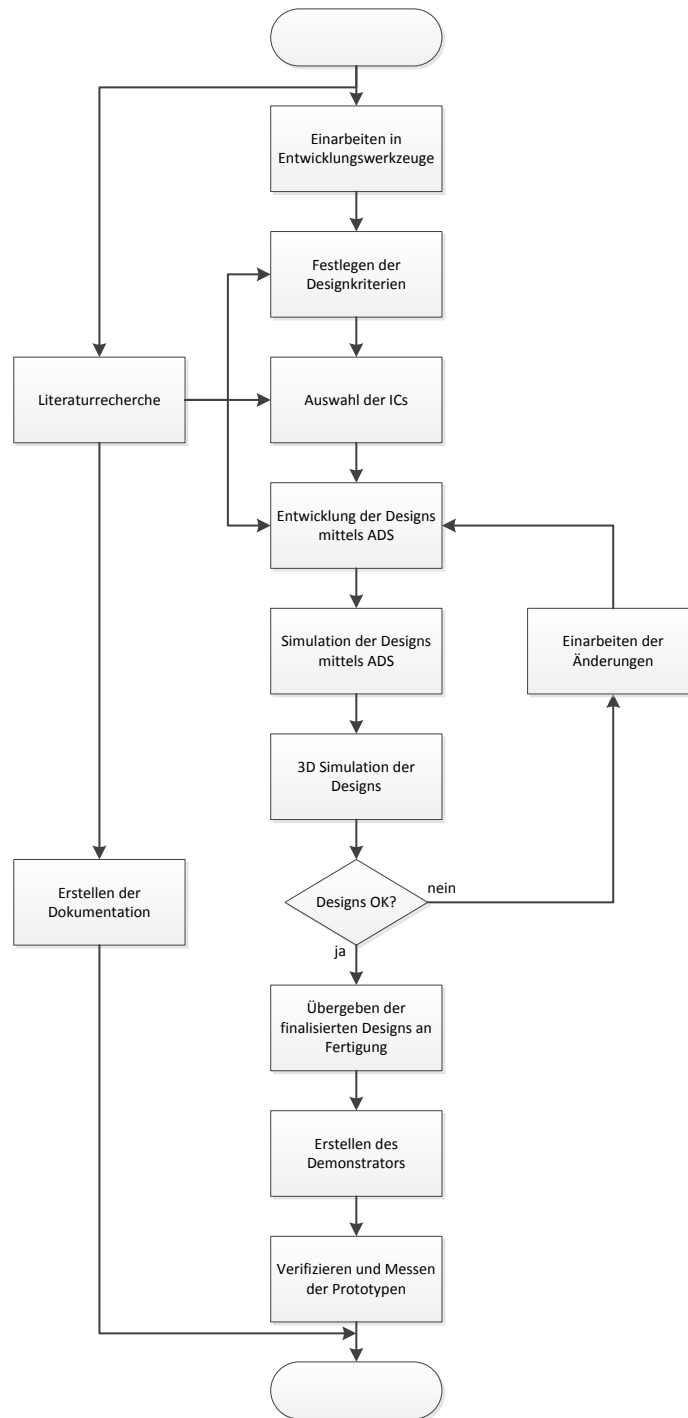 Einarbeiten in
Entwicklungswerkzeuge
Festlegen der
Designkriterien
Literaturrecherche
Auswahl der ICs
Entwicklung der Designs
mittels ADS
Simulation der Designs
mittels ADS
Einarbeiten der
Änderungen
3D Simulation der
Designs
Erstellen der
Dokumentation
Designs OK?
nein
ja
Übergeben der
finalisierten Designs an
Fertigung
Erstellen des
Demonstrators
Verifizieren und Messen
der Prototypen